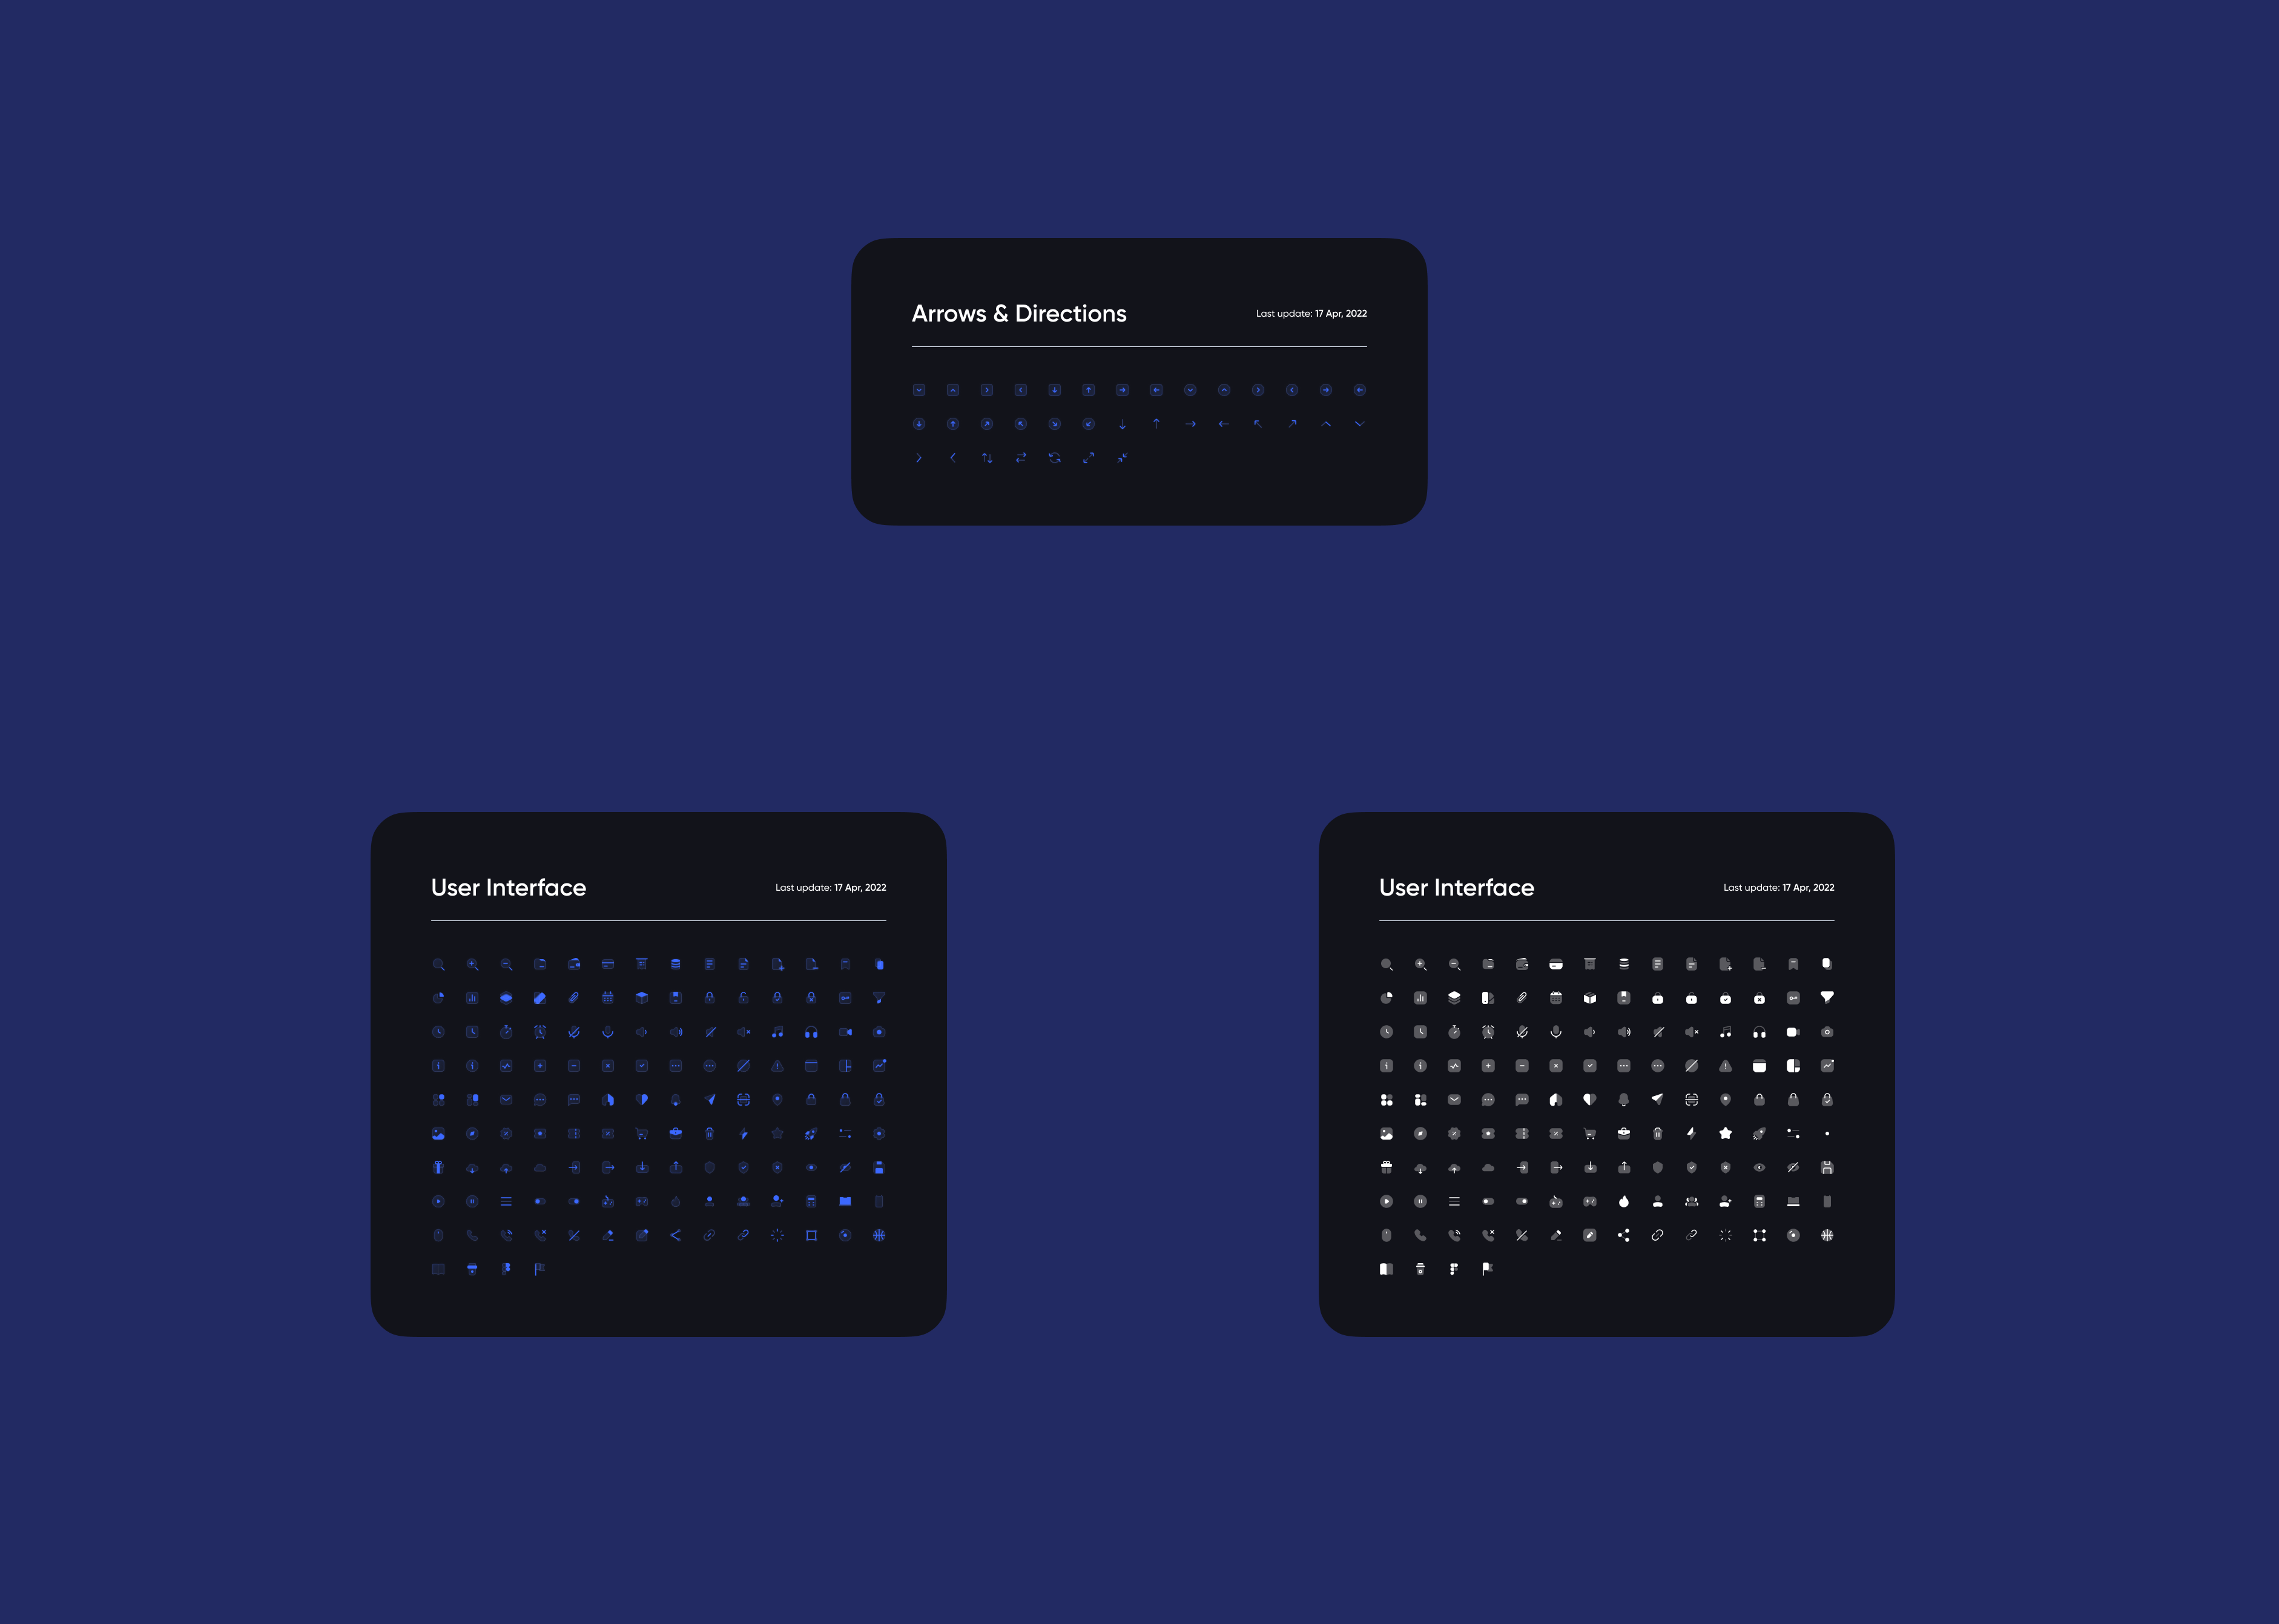 Arrows & Directions
Last update: 17 Apr, 2022
User Interface
Last update: 17 Apr, 2022
User Interface
Last update: 17 Apr, 2022